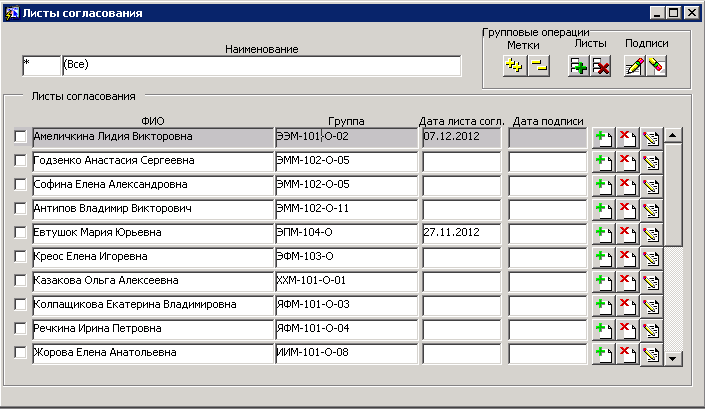 Листы согласования
Групповые операции
Наименование
Метки Листы Подписи
* (Все)
Листы согласования
ФИО Группа Дата листа согл. Дата подписи
Амеличкина Лидия Викторовна ЭЭМ-101-О-02 07.12.2012
Годзенко Анастасия Сергеевна ЭММ-102-О-05
Софина Елена Александровна ЭММ-102-О-05
Антипов Владимир Викторович ЭММ-102-О-11
Евтушок Мария Юрьевна ЭПМ-104-О 27.11.2012
Креос Елена Игоревна ЭФМ-103-О
Казакова Ольга Алексеевна ХХМ-101-О-01
Колпащикова Екатерина Владимировна ЯФМ-101-О-03
Речкина Ирина Петровна ЯФМ-101-О-04
Жорова Елена Анатольевна ИИМ-101-О-08